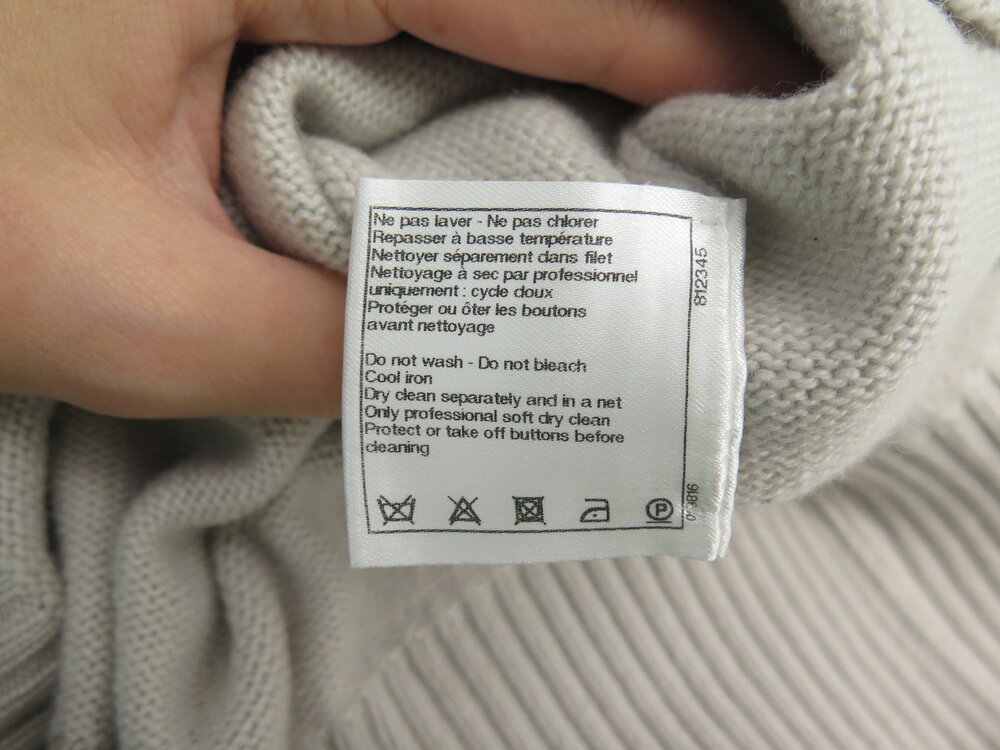 Ne pas laver - Ne pas chlorer
Repasser à basse température
Nettoyer séparement dans filet
Nettoyage à sec par professionnel
uniquement : cycle doux
Protéger ou ôter les boutons
avant nettoyage
Do not wash - Do not bleach
Cool iron
Dry clean separately and in a net
Only professional soft dry clean
Protect or take off buttons before
cleaning
P
812345